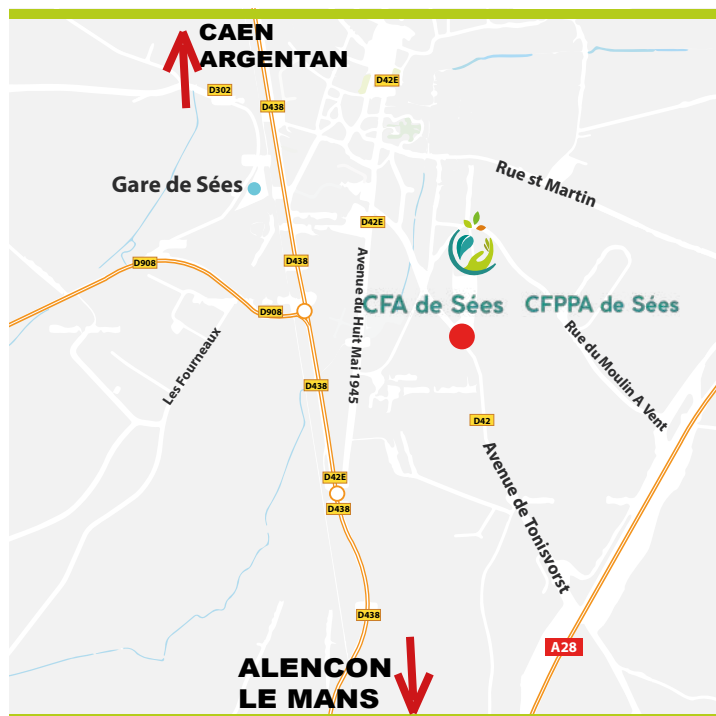 CAEN
ARGENTAN
D302
D438
D42E
Rue st Martin
Gare de Sées
D42E
D908
D438
Avenue du Huit Mai 1945
CFA de Sées
CFPPA de Sées
D908
Les Fourneaux
Rue du Moulin A Vent
D438
D42
Avenue de Tonisvorst
D42E
D438
D438
A28
ALENCON
LE MANS